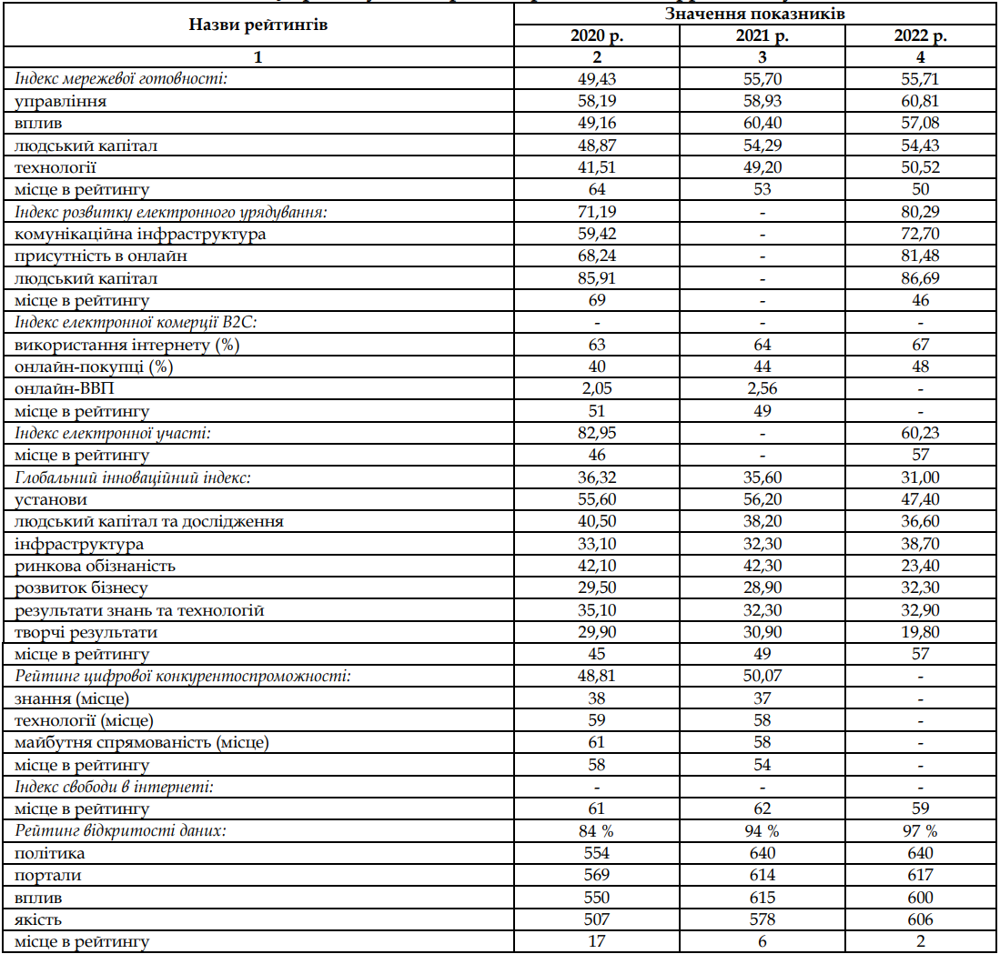 Назви рейтингів Значення показників
2020 р. 2021 р. 2022 р.
1 2 3 4
Індекс мережевої готовності: 49,43 55,70 55,71
управління 58,19 58,93 60,81
вплив 49,16 60,40 57,08
людський капітал 48,87 54,29 54,43
технології 41,51 49,20 50,52
місце в рейтингу 64 53 50
Індекс розвитку електронного урядування: 71,19 - 80,29
комунікаційна інфраструктура 59,42 - 72,70
присутність в онлайн 68,24 - 81,48
людський капітал 85,91 - 86,69
місце в рейтингу 69 - 46
Індекс електронної комерції B2C: - - -
використання інтернету (%) 63 64 67
онлайн-покупці (%) 40 44 48
онлайн-ВВП 2,05 2,56 -
місце в рейтингу 51 49 -
Індекс електронної участі: 82,95 - 60,23
місце в рейтингу 46 - 57
Глобальний інноваційний індекс: 36,32 35,60 31,00
установи 55,60 56,20 47,40
людський капітал та дослідження 40,50 38,20 36,60
інфраструктура 33,10 32,30 38,70
ринкова обізнаність 42,10 42,30 23,40
розвиток бізнесу 29,50 28,90 32,30
результати знань та технологій 35,10 32,30 32,90
творчі результати 29,90 30,90 19,80
місце в рейтингу 45 49 57
Рейтинг цифрової конкурентоспроможності: 48,81 50,07 -
знання (місце) 38 37 -
технології (місце) 59 58 -
майбутня спрямованість (місце) 61 58 -
місце в рейтингу 58 54 -
Індекс свободи в інтернеті: - - -
місце в рейтингу 61 62 59
Рейтинг відкритості даних: 84 % 94 % 97 %
політика 554 640 640
портали 569 614 617
вплив 550 615 600
якість 507 578 606
місце в рейтингу 17 6 2